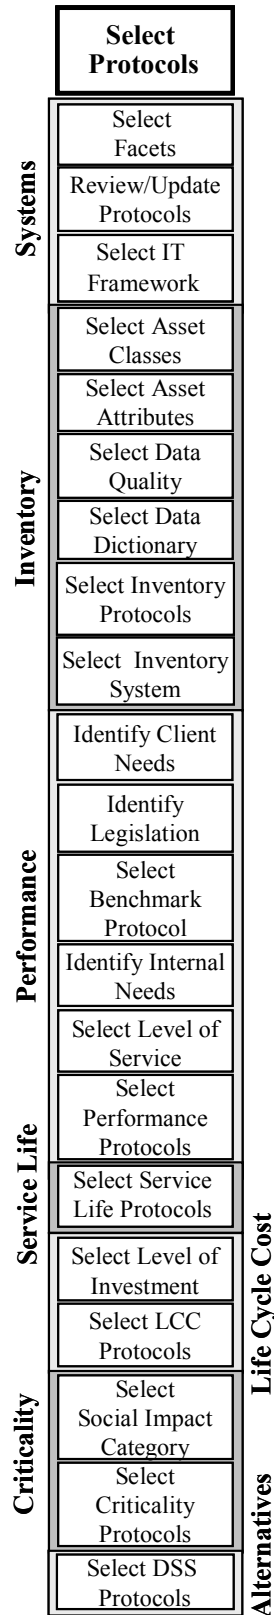 Select
Protocols
Systems
Select
Facets
Review/Update
Protocols
Select IT
Framework
Inventory
Select Asset
Classes
Select Asset
Attributes
Select Data
Quality
Select Data
Dictionary
Select Inventory
Protocols
Select Inventory
System
Performance
Identify Client
Needs
Identify
Legislation
Select
Benchmark
Protocol
Identify Internal
Needs
Select Level of
Service
Select
Performance
Protocols
Service Life
Select Service
Life Protocols
Life Cycle Cost
Select Level of
Investment
Select LCC
Protocols
Criticality
Select
Social Impact
Category
Select
Criticality
Protocols
Alternatives
Select DSS
Protocols